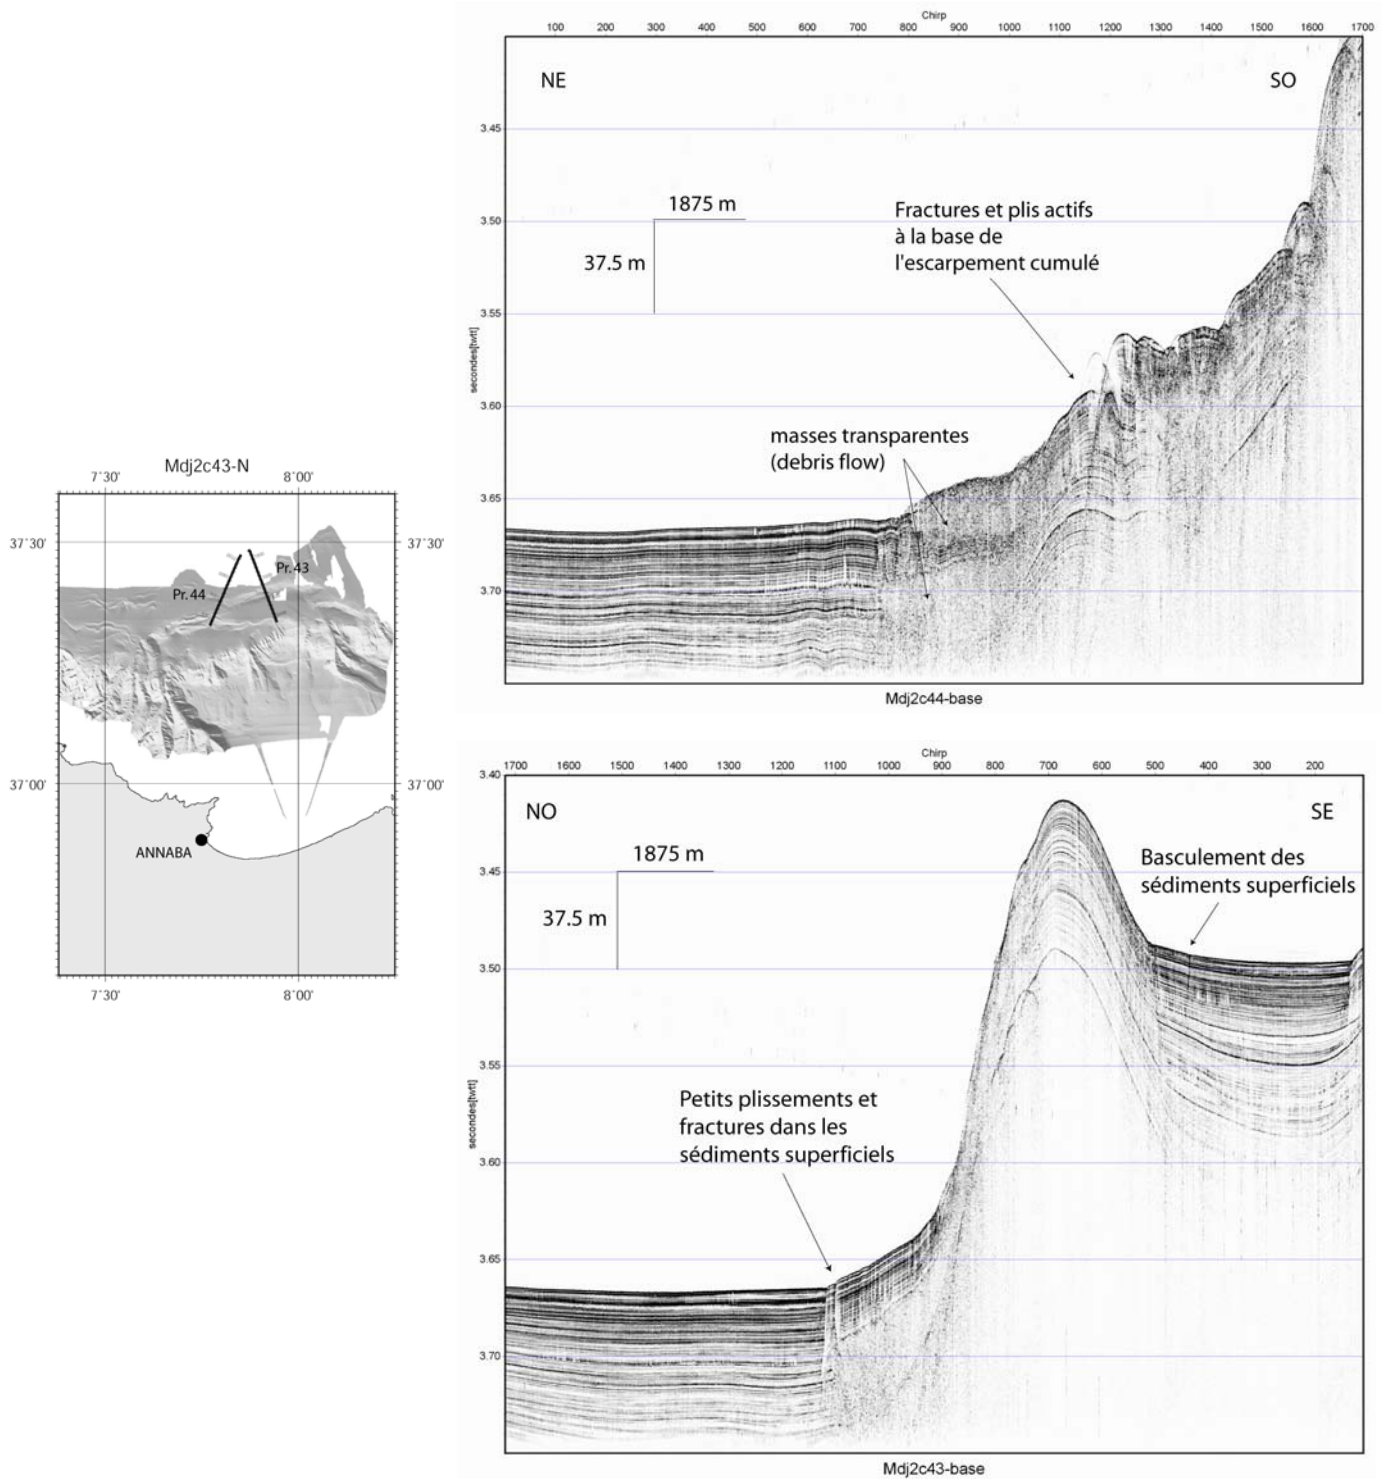 Mdj2c43-N
7°30' 8°00'
37°30' 37°30'
Pr. 43
Pr. 44
37°00' 37°00'
ANNABA
7°30' 8°00'
Chirp
100 200 300 400 500 600 700 800 900 1000 1100 1200 1300 1400 1500 1600 1700
NE SO
3.45
1875 m
3.50
37.5 m
Fractures et plis actifs
à la base de
l'escarpement cumulé
3.55
secondes[twtt]
3.60
masses transparentes
(debris flow)
3.65
3.70
Mdj2c44-base
Chirp
1700 1600 1500 1400 1300 1200 1100 1000 900 800 700 600 500 400 300 200
3.40
NO SE
1875 m
3.45
37.5 m
Basculement des
sédiments superficiels
3.50
3.55
secondes[twtt]
Petits plissements et
fractures dans les
sédiments superficiels
3.60
3.65
3.70
Mdj2c43-base